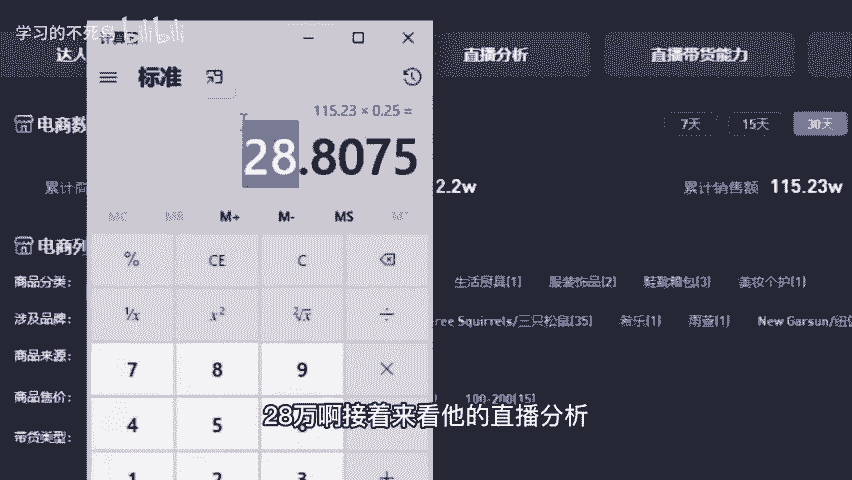 学习的不死鸟 bilibili
计算器
达人
直播分析
直播带货能力
标准
115.23 × 0.25 =
28.8075
电商数
7天
15天
30天
累计
2.2w
累计销售额 115.23w
MC
MR
M+
M-
MS
电商列
%
CE
C
商品分类:
生活厨具(1)
服装饰品(2)
鞋靴箱包(3)
美妆个护(1)
¹/x
x²
²√x
÷
涉及品牌:
ree Squirrels/三只松鼠(35)
希乐(1)
雨萱(1)
New Garsun/纽
商品来源:
7
8
9
×
商品售价:
100-200(15)
28万啊接着来看他的直播分析
4
5
带货类型:
1
2
3
+